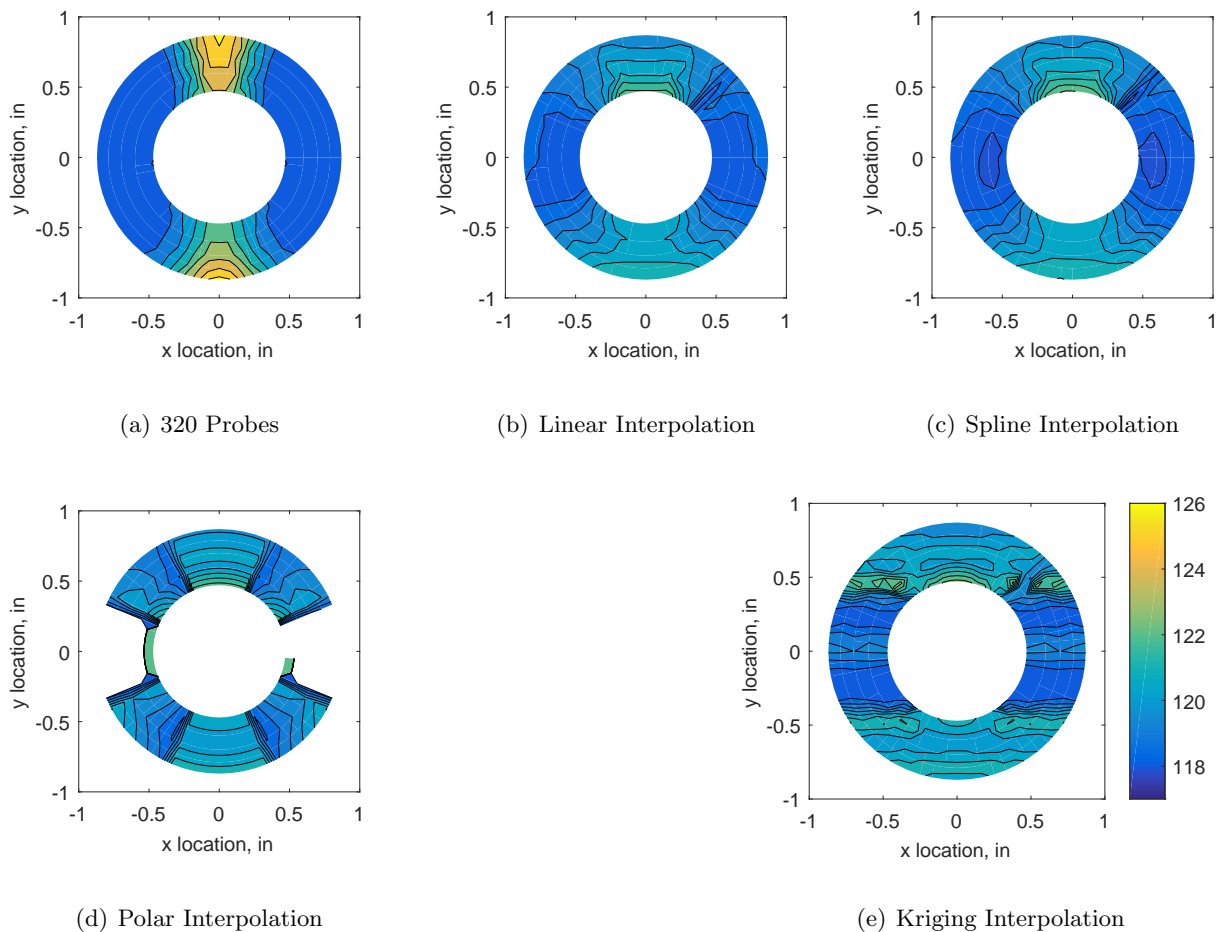 1
0.5
0
-0.5
-1
-1 -0.5 0 0.5 1
y location, in
x location, in
(a) 320 Probes
1
0.5
0
-0.5
-1
-1 -0.5 0 0.5 1
y location, in
x location, in
(b) Linear Interpolation
1
0.5
0
-0.5
-1
-1 -0.5 0 0.5 1
y location, in
x location, in
(c) Spline Interpolation
1
0.5
0
-0.5
-1
-1 -0.5 0 0.5 1
y location, in
x location, in
(d) Polar Interpolation
1
0.5
0
-0.5
-1
-1 -0.5 0 0.5 1
y location, in
x location, in
126
124
122
120
118
(e) Kriging Interpolation